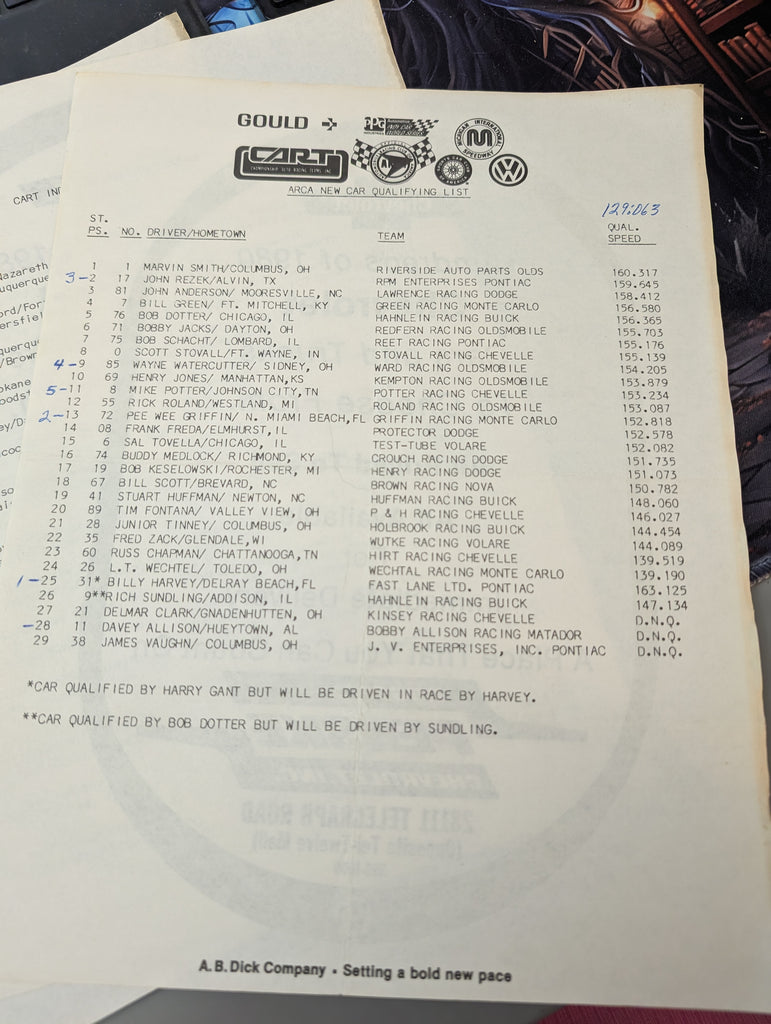 GOULD
PPG
MICHIGAN INTERNATIONAL
M
SPEEDWAY
CART
CHAMPIONSHIP AUTO RACING TEAMS, INC.
ARCA NEW CAR QUALIFYING LIST
129.063
ST. PS. NO. DRIVER/HOMETOWN TEAM QUAL. SPEED
1 1 MARVIN SMITH/COLUMBUS, OH RIVERSIDE AUTO PARTS OLDS 160.317
3-2 17 JOHN REZEK/ALVIN, TX RPM ENTERPRISES PONTIAC 159.645
3 81 JOHN ANDERSON/ MOORESVILLE, NC LAWRENCE RACING DODGE 158.412
4 7 BILL GREEN/ FT. MITCHELL, KY GREEN RACING MONTE CARLO 156.580
5 76 BOB DOTTER/ CHICAGO, IL HAHNLEIN RACING BUICK 156.365
6 71 BOBBY JACKS/ DAYTON, OH REDFERN RACING OLDSMOBILE 155.703
7 75 BOB SCHACHT/ LOMBARD, IL REET RACING PONTIAC 155.176
8 0 SCOTT STOVALL/FT. WAYNE, IN STOVALL RACING CHEVELLE 155.139
4-9 85 WAYNE WATERCUTTER/ SIDNEY, OH WARD RACING OLDSMOBILE 154.205
10 69 HENRY JONES/ MANHATTAN,KS KEMPTON RACING OLDSMOBILE 153.879
5-11 8 MIKE POTTER/JOHNSON CITY,TN POTTER RACING CHEVELLE 153.234
12 55 RICK ROLAND/WESTLAND, MI ROLAND RACING OLDSMOBILE 153.087
2-13 72 PEE WEE GRIFFIN/ N. MIAMI BEACH,FL GRIFFIN RACING MONTE CARLO 152.818
14 08 FRANK FREDA/ELMHURST,IL PROTECTOR DODGE 152.578
15 6 SAL TOVELLA/CHICAGO, IL TEST-TUBE VOLARE 152.082
16 74 BUDDY MEDLOCK/ RICHMOND, KY CROUCH RACING DODGE 151.735
17 19 BOB KESELOWSKI/ROCHESTER, MI HENRY RACING DODGE 151.073
18 67 BILL SCOTT/BREVARD, NC BROWN RACING NOVA 150.782
19 41 STUART HUFFMAN/ NEWTON, NC HUFFMAN RACING BUICK 148.060
20 89 TIM FONTANA/ VALLEY VIEW, OH P & H RACING CHEVELLE 146.027
21 28 JUNIOR TINNEY/ COLUMBUS, OH HOLBROOK RACING BUICK 144.454
22 35 FRED ZACK/GLENDALE,WI WUTKE RACING VOLARE 144.089
23 60 RUSS CHAPMAN/ CHATTANOOGA,TN HIRT RACING CHEVELLE 139.519
24 26 L.T. WECHTEL/ TOLEDO, OH WECHTAL RACING MONTE CARLO 139.190
1-25 31* BILLY HARVEY/DELRAY BEACH,FL FAST LANE LTD. PONTIAC 163.125
26 9**RICH SUNDLING/ADDISON, IL HAHNLEIN RACING BUICK 147.134
27 21 DELMAR CLARK/GNADENHUTTEN, OH KINSEY RACING CHEVELLE D.N.Q.
-28 11 DAVEY ALLISON/HUEYTOWN, AL BOBBY ALLISON RACING MATADOR D.N.Q.
29 38 JAMES VAUGHN/ COLUMBUS, OH J. V. ENTERPRISES, INC. PONTIAC D.N.Q.
*CAR QUALIFIED BY HARRY GANT BUT WILL BE DRIVEN IN RACE BY HARVEY.
**CAR QUALIFIED BY BOB DOTTER BUT WILL BE DRIVEN BY SUNDLING.
A.B.Dick Company • Setting a bold new pace
CART